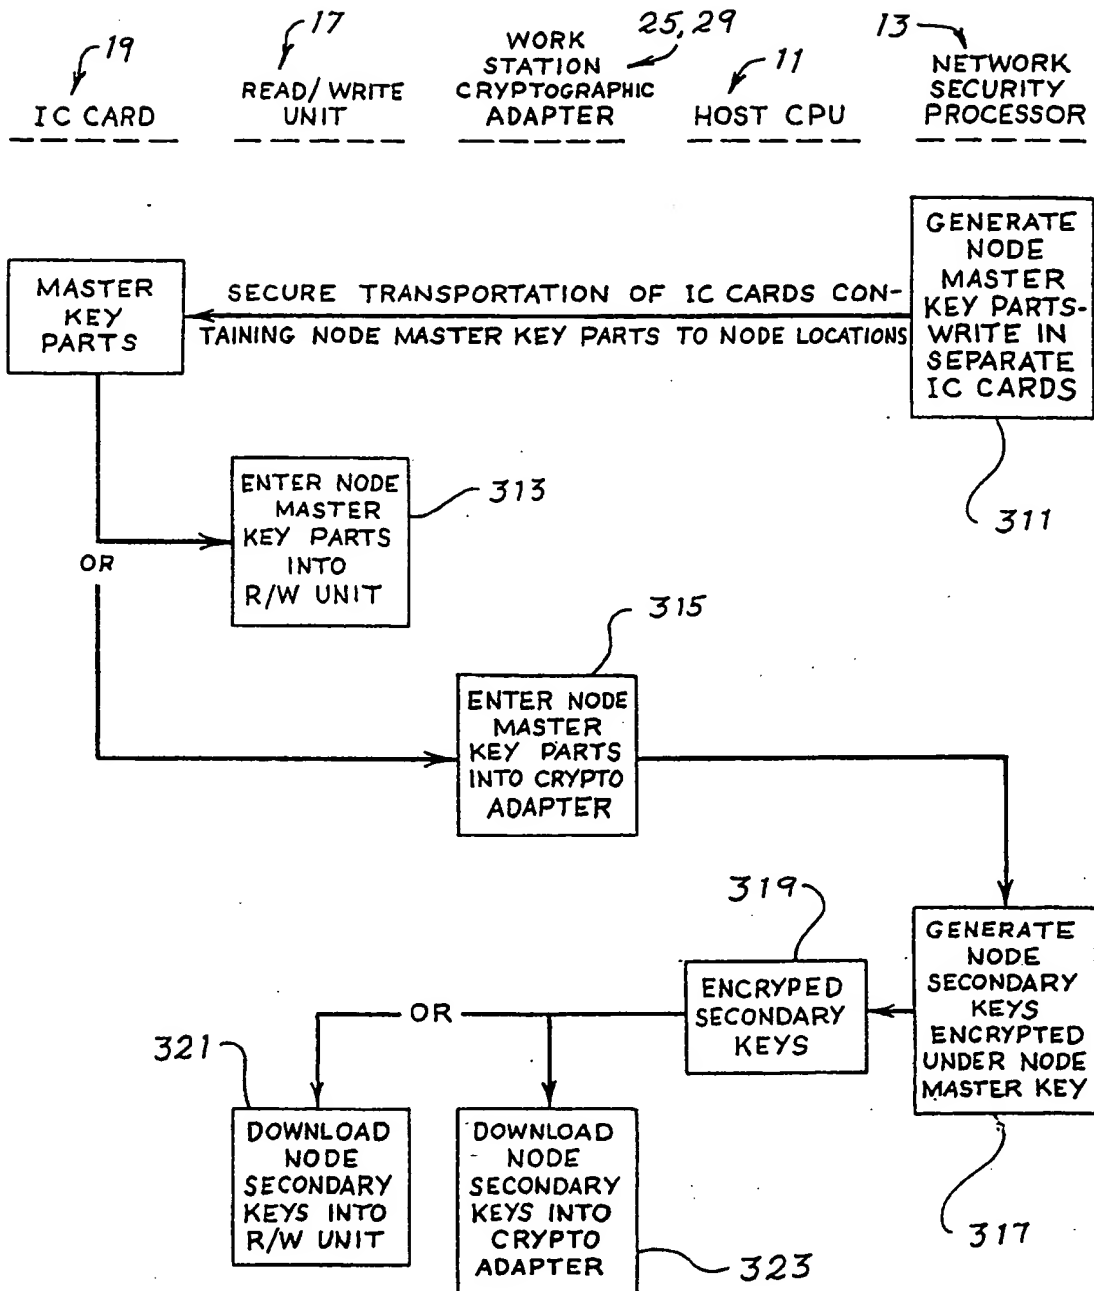 19
IC CARD
17
READ/WRITE
UNIT
25,29
WORK
STATION
CRYPTOGRAPHIC
ADAPTER
11
HOST CPU
13
NETWORK
SECURITY
PROCESSOR
GENERATE
NODE
MASTER
KEY PARTS-
WRITE IN
SEPARATE
IC CARDS
311
SECURE TRANSPORTATION OF IC CARDS CON-
TAINING NODE MASTER KEY PARTS TO NODE LOCATIONS
MASTER
KEY
PARTS
OR
ENTER NODE
MASTER
KEY PARTS
INTO
R/W UNIT
313
315
ENTER NODE
MASTER
KEY PARTS
INTO CRYPTO
ADAPTER
GENERATE
NODE
SECONDARY
KEYS
ENCRYPTED
UNDER NODE
MASTER KEY
317
319
ENCRYPED
SECONDARY
KEYS
OR
321
DOWNLOAD
NODE
SECONDARY
KEYS INTO
R/W UNIT
DOWNLOAD
NODE
SECONDARY
KEYS INTO
CRYPTO
ADAPTER
323